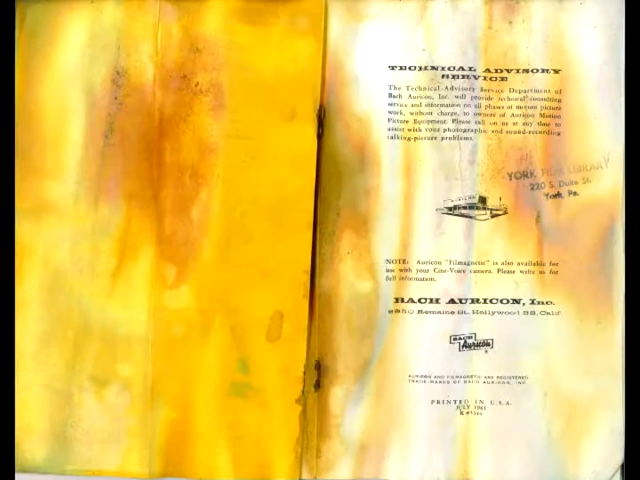 TECHNICAL ADVISORY
SERVICE
The Technical Advisory Service Department of
Bach Auricon, Inc. will provide technical consulting
service and information on all phases of motion picture
work, without charge, to owners of Auricon Motion
Picture Equipment. Please call on us at any time to
assist with your photographic and sound-recording
talking-picture problems.
YORK FILM LIBRARY
220 S. Duke St.
York, Pa.
NOTE: Auricon "Filmagnetic" is also available for
use with your Cine-Voice camera. Please write us for
full information.
BACH AURICON, Inc.
6950 Romaine St. Hollywood 38, Calif
BACH
Auricon
AURICON AND FILMAGNETIC ARE REGISTERED
TRADE-MARKS OF BACH AURICON, INC.
PRINTED IN U.S.A.
JULY 1961